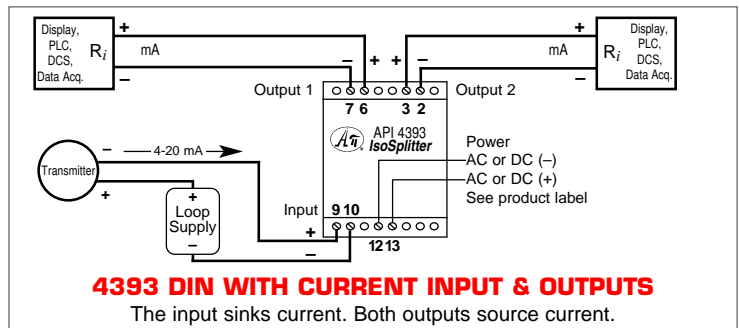 Display,
PLC,
DCS,
Data Acq.
Ri
+
mA
–
– + + –
+
mA
–
Display,
PLC,
DCS,
Data Acq.
Ri
Output 1
7 6 3 2
Output 2
API 4393
IsoSplitter
Power
AC or DC (–)
AC or DC (+)
See product label
Transmitter
–
4-20 mA
+
+
Loop
Supply
–
Input
9 10
+
–
12 13
4393 DIN WITH CURRENT INPUT & OUTPUTS
The input sinks current. Both outputs source current.